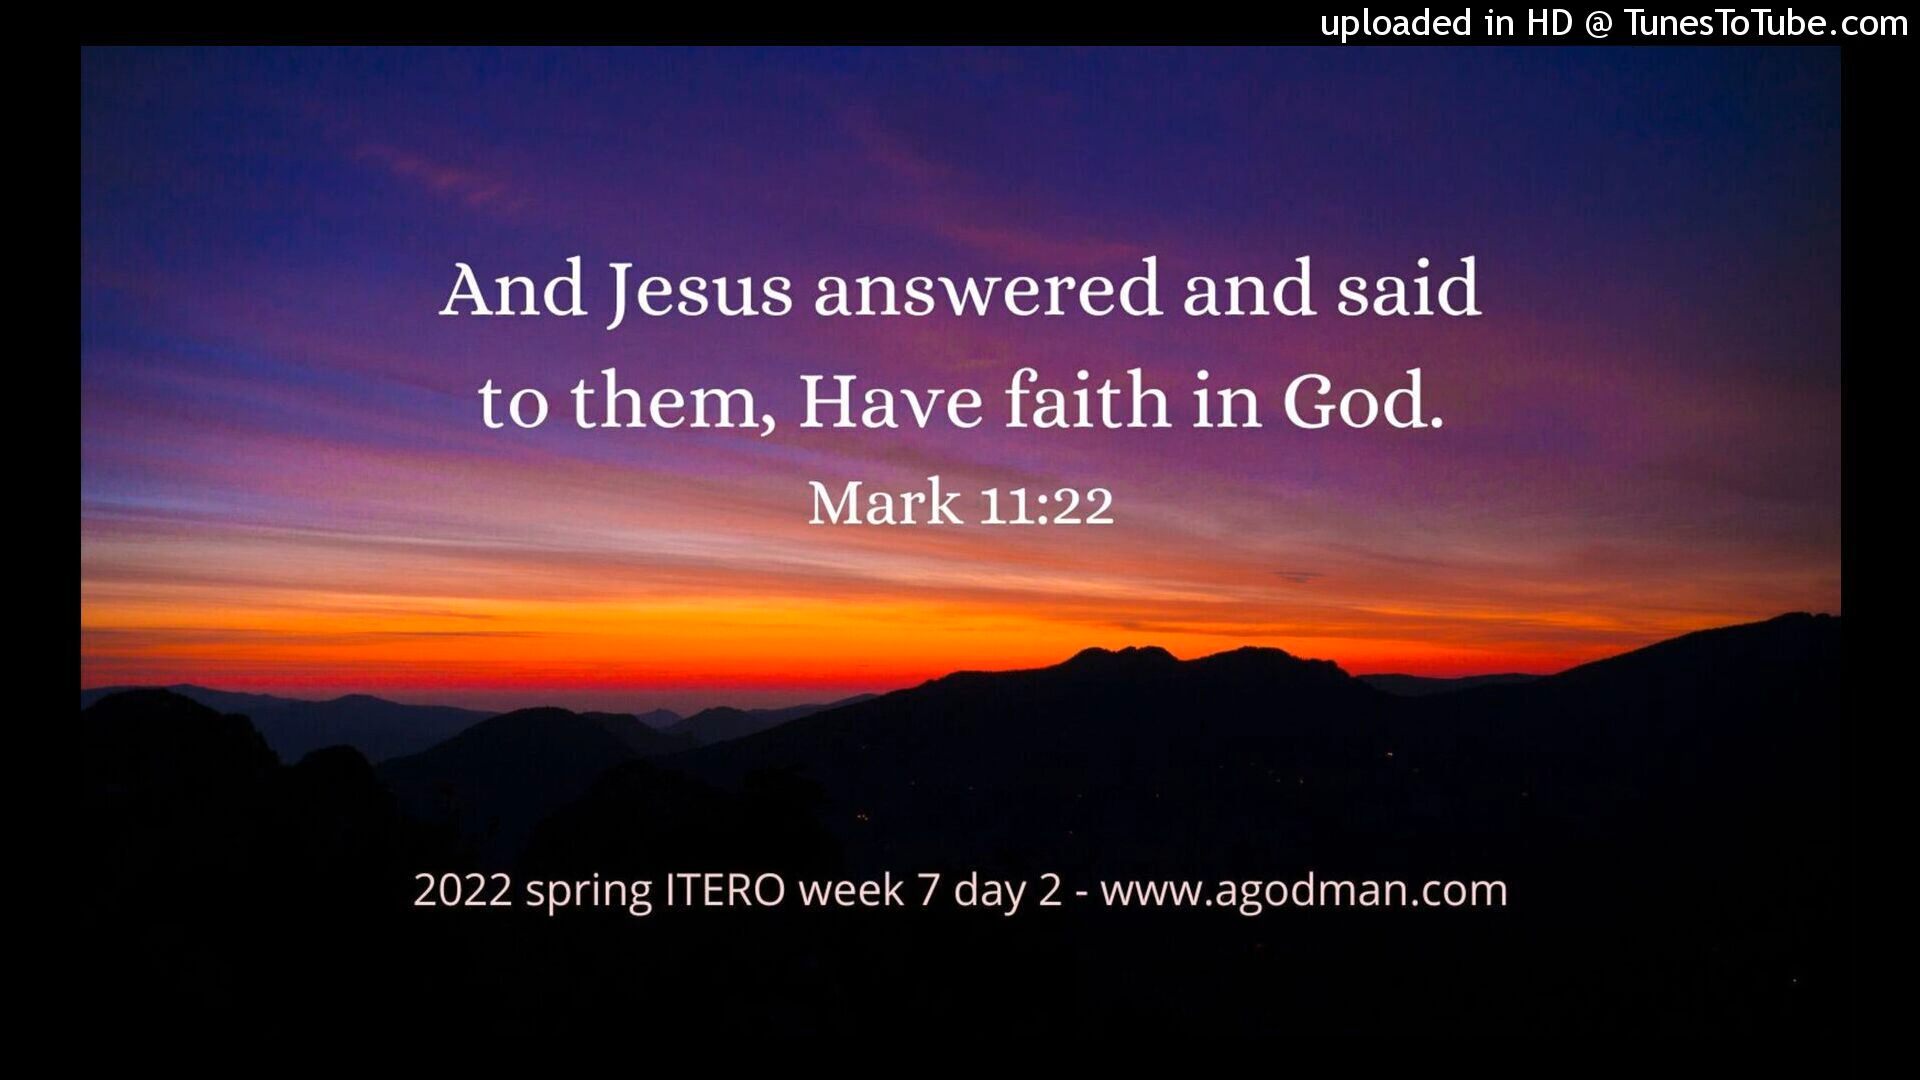 uploaded in HD @ TunesToTube.com
And Jesus answered and said
to them, Have faith in God.
Mark 11:22
2022 spring ITERO week 7 day 2 - www.agodman.com